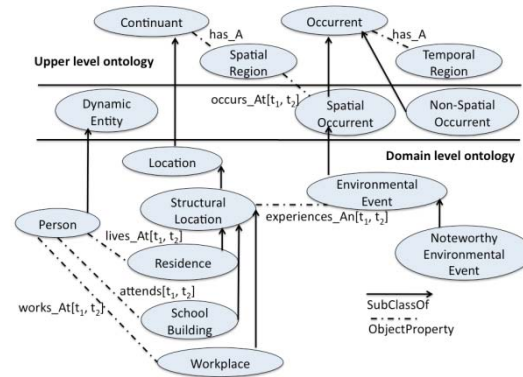 Continuant
Occurrent
has_A
has_A
Upper level ontology
Spatial
Region
Temporal
Region
occurs_At[t₁, t₂]
Dynamic
Entity
Spatial
Occurrent
Non-Spatial
Occurrent
Domain level ontology
Location
Environmental
Event
Structural
Location
experiences_An[t₁, t₂]
Person
lives_At[t₁, t₂]
Residence
Noteworthy
Environmental
Event
attends[t₁, t₂]
works_At[t₁, t₂]
School
Building
SubClassOf
ObjectProperty
Workplace